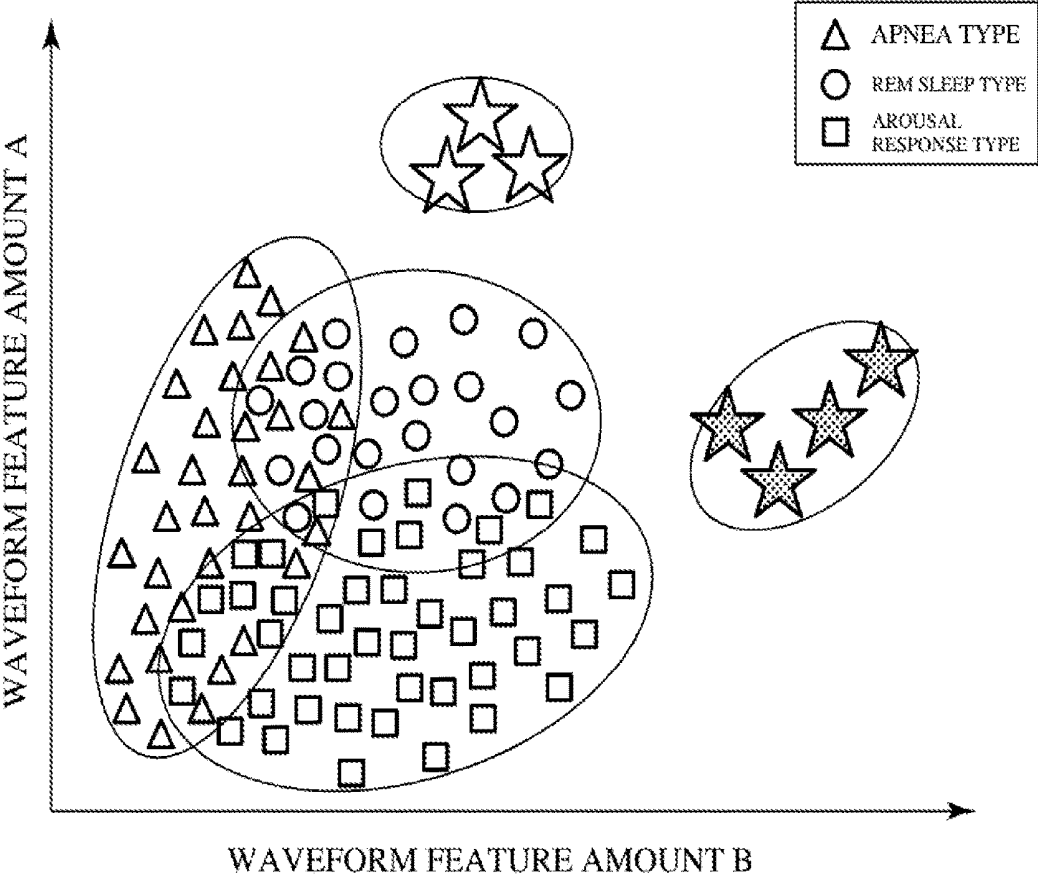 APNEA TYPE
REM SLEEP TYPE
AROUSAL
RESPONSE TYPE
WAVEFORM FEATURE AMOUNT A
WAVEFORM FEATURE AMOUNT B